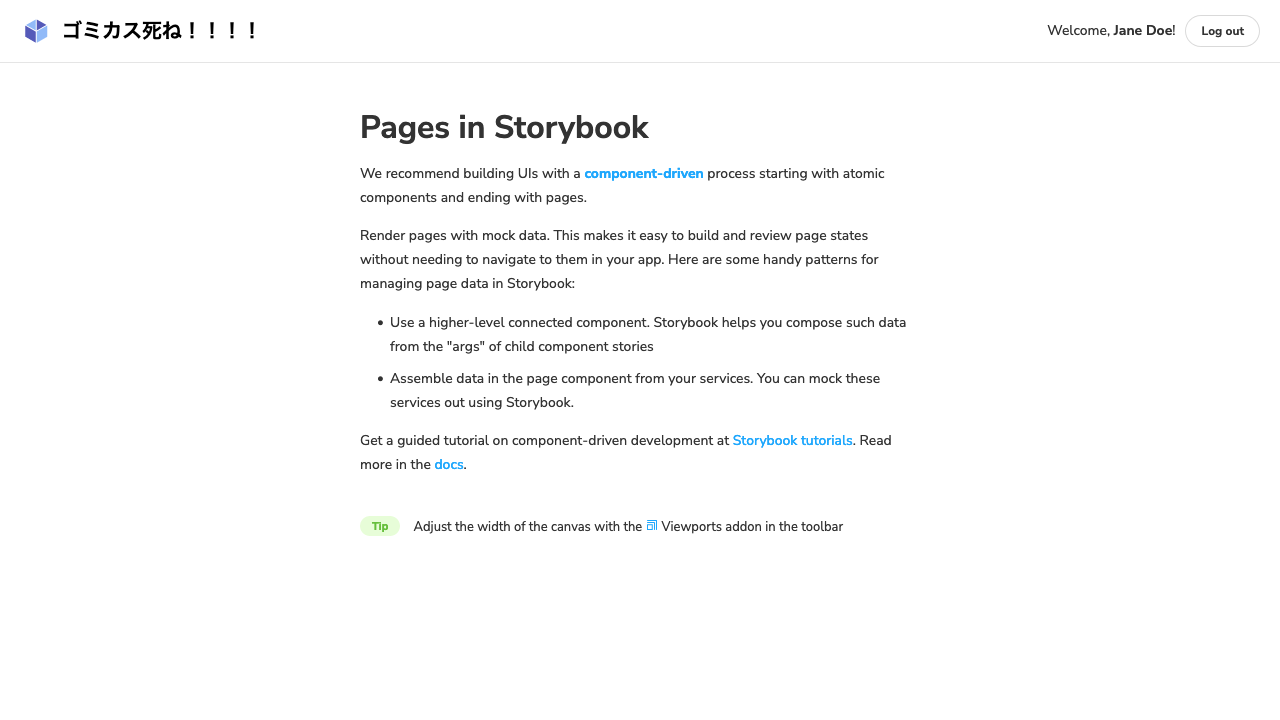 ゴミカス死ね！！！！
Welcome, Jane Doe!
Log out
Pages in Storybook
We recommend building UIs with a component-driven process starting with atomic
components and ending with pages.
Render pages with mock data. This makes it easy to build and review page states
without needing to navigate to them in your app. Here are some handy patterns for
managing page data in Storybook:
• Use a higher-level connected component. Storybook helps you compose such data
from the "args" of child component stories
• Assemble data in the page component from your services. You can mock these
services out using Storybook.
Get a guided tutorial on component-driven development at Storybook tutorials. Read
more in the docs.
Tip
Adjust the width of the canvas with the Viewports addon in the toolbar